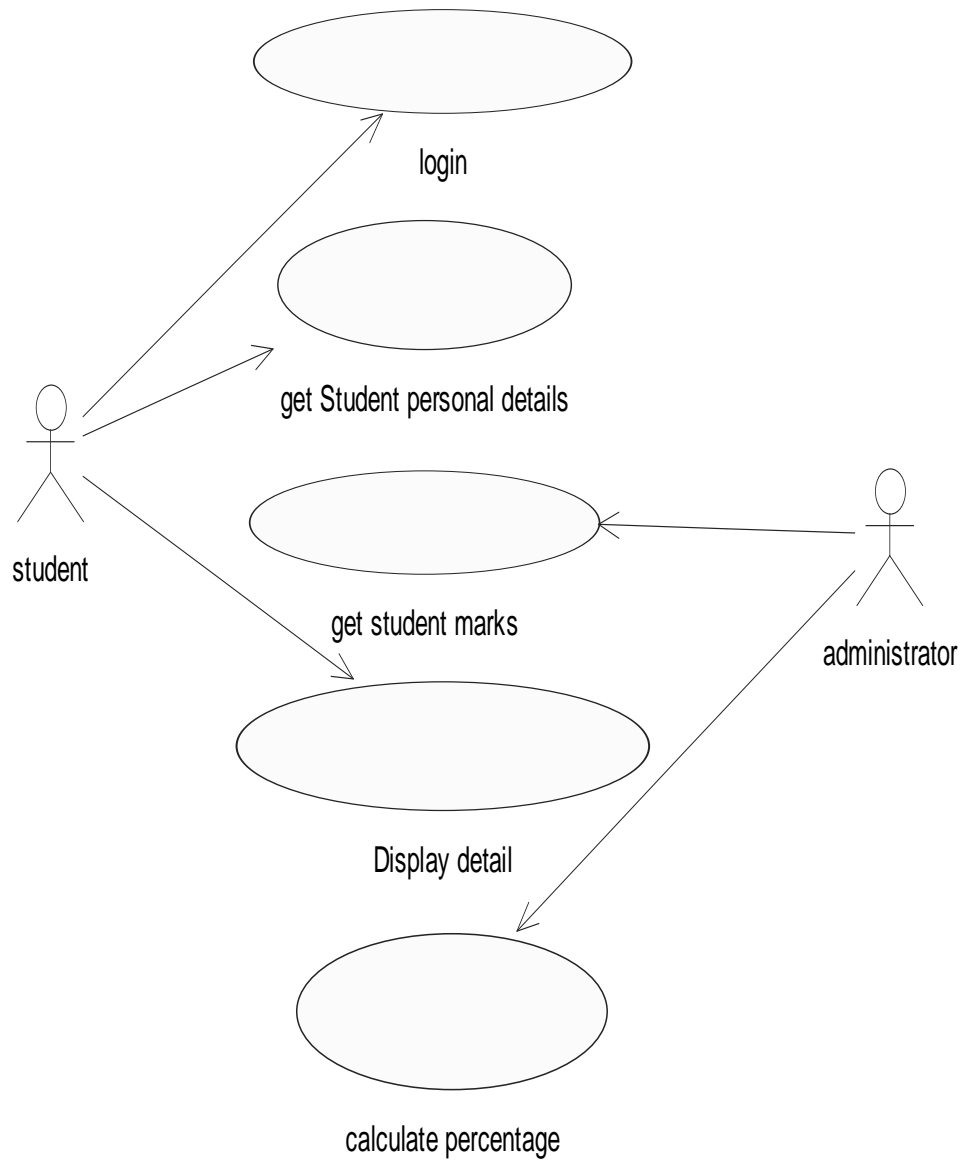 login
get Student personal details
student
get student marks
administrator
Display detail
calculate percentage